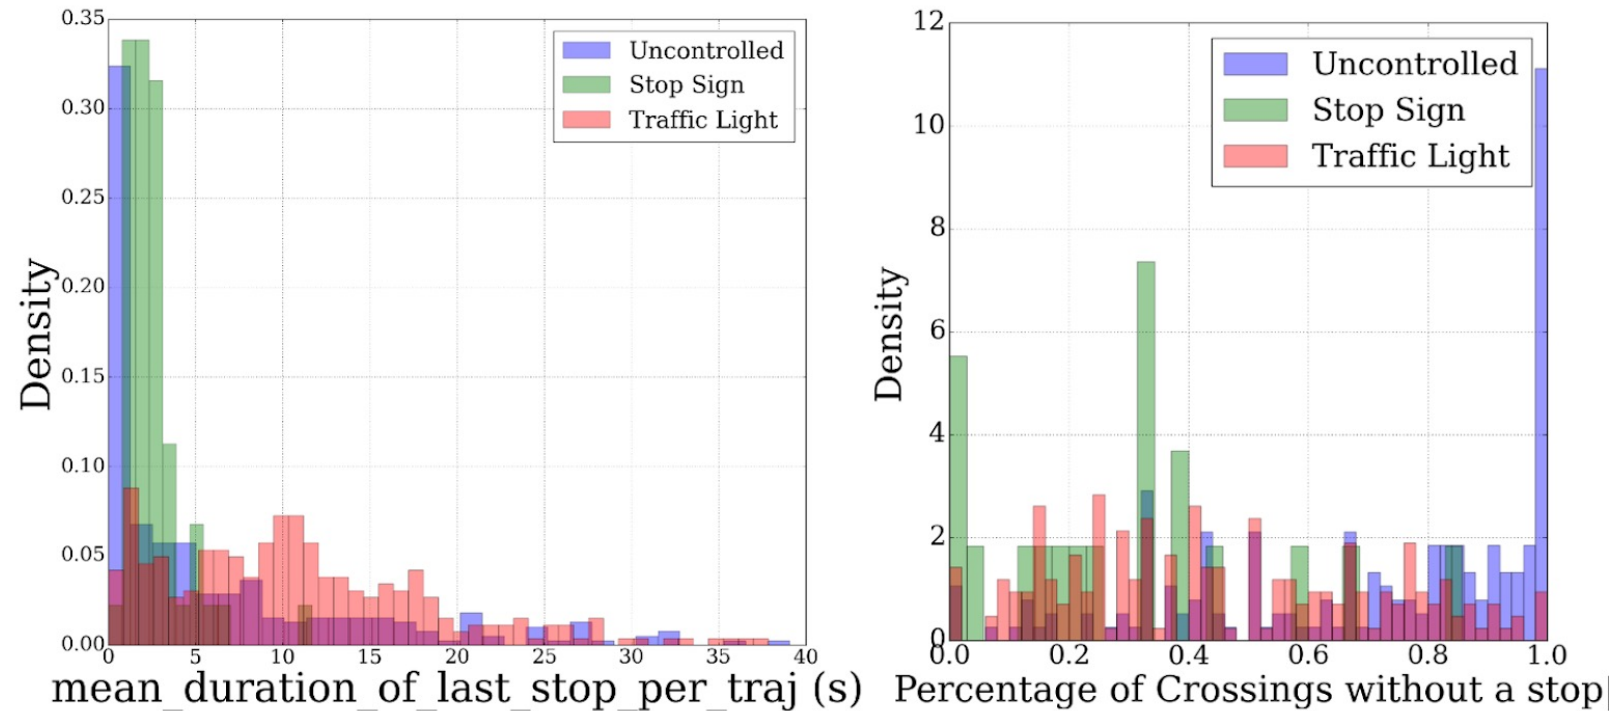 0.35
0.30
0.25
0.20
0.15
0.10
0.05
0.00
Density
0 5 10 15 20 25 30 35 40
mean_duration_of_last_stop_per_traj (s)
Uncontrolled
Stop Sign
Traffic Light
12
10
8
6
4
2
0
Density
0.0 0.2 0.4 0.6 0.8 1.0
Percentage of Crossings without a stop
Uncontrolled
Stop Sign
Traffic Light